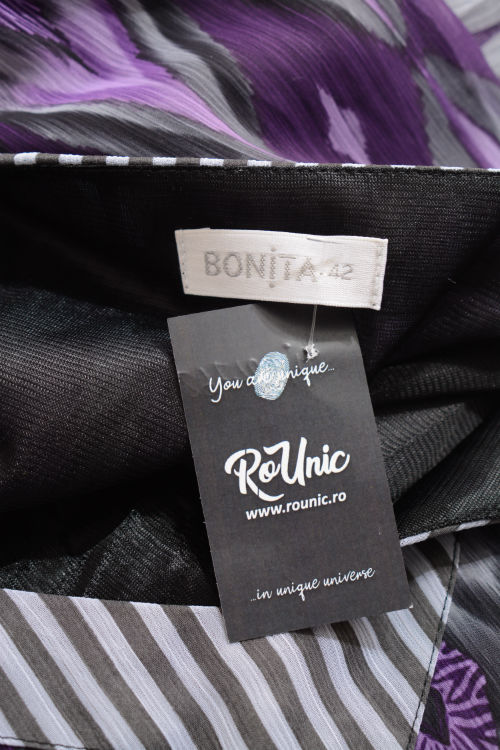 BONiTA · 42
You are unique...
RoUnic
www.rounic.ro
...in unique universe